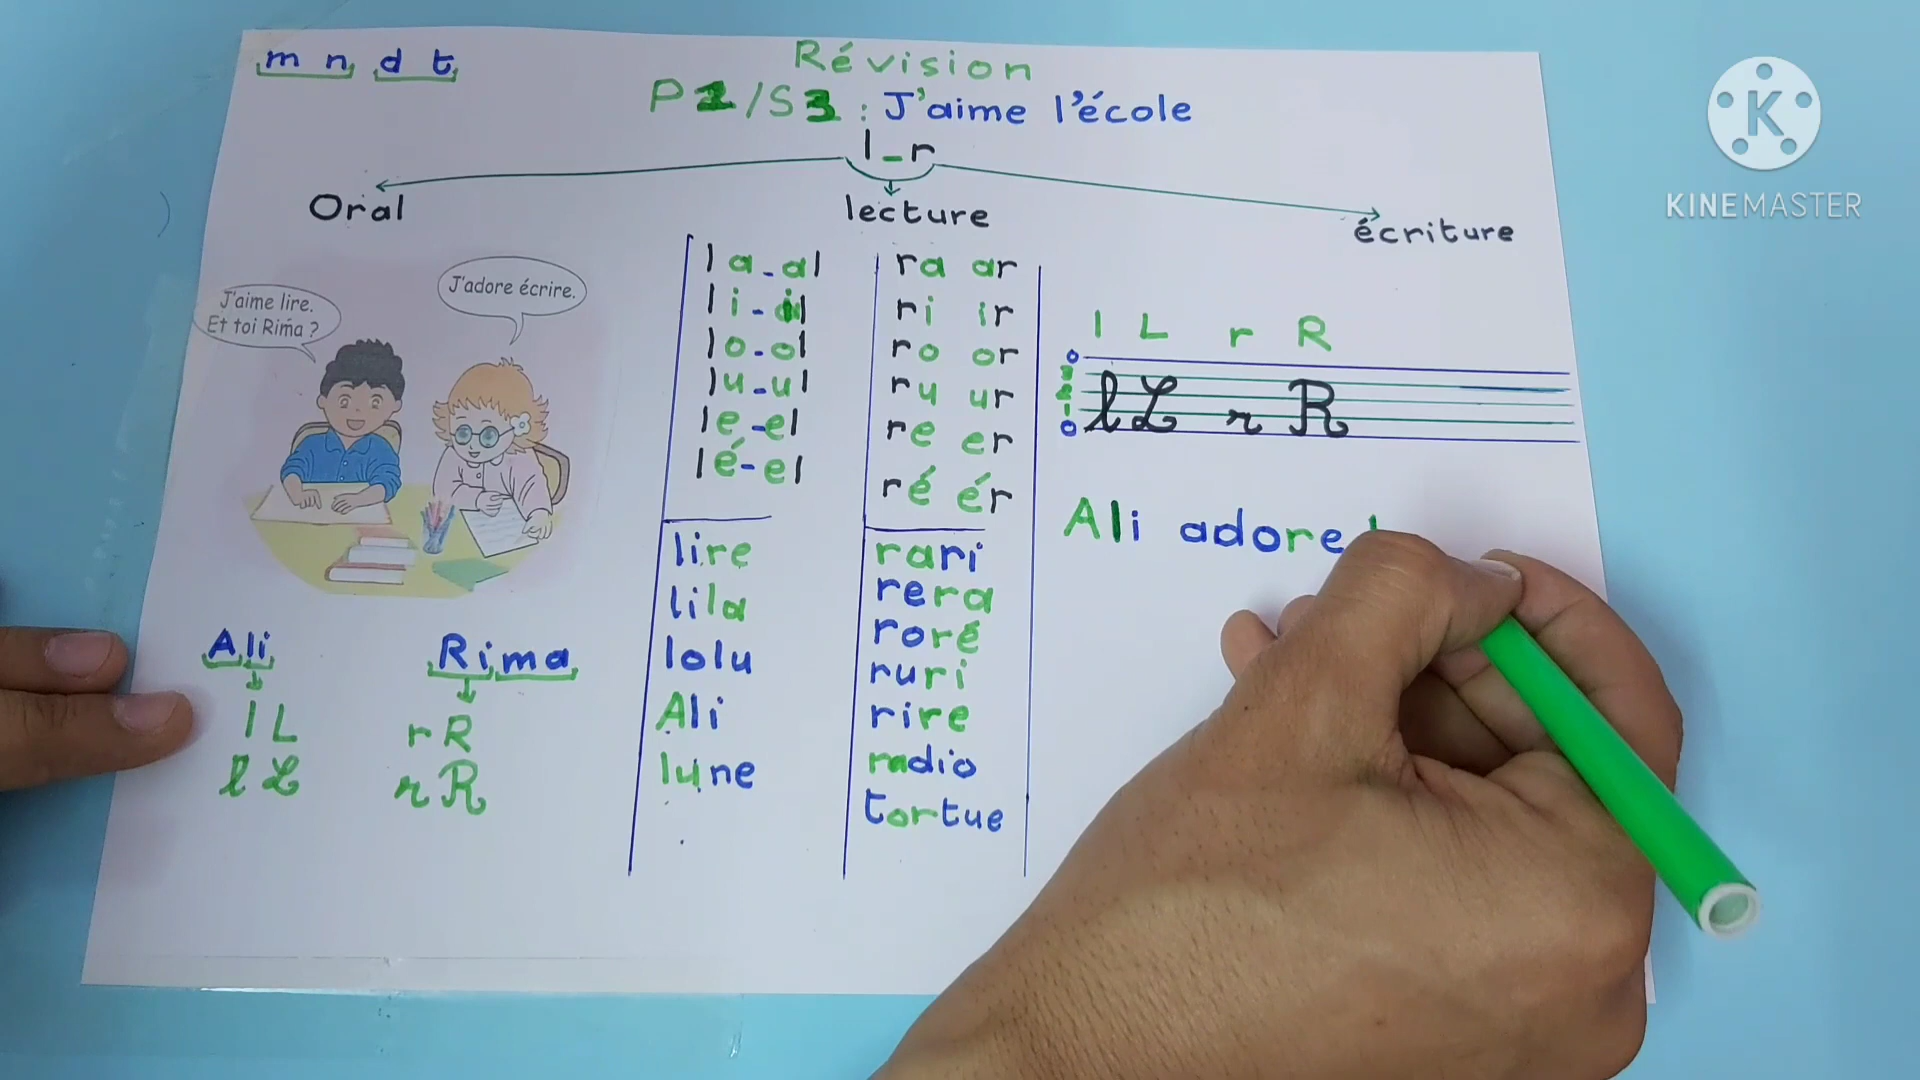 m n d t
Révision
P1/S3 : J'aime l'école
l_r
Oral
lecture
écriture
J'aime lire.
Et toi Rima ?
J'adore écrire.
Ali
Rima
l L
r R
l L
r R
la_al
li-il
lo-ol
lu-ul
le-el
lé-el
lire
lila
lolu
Ali
lune
ra ar
ri ir
ro or
ru ur
re er
ré ér
rari
rera
roré
ruri
rire
radio
tortue
l L r R
l L r R
Ali adore l
K
KINEMASTER